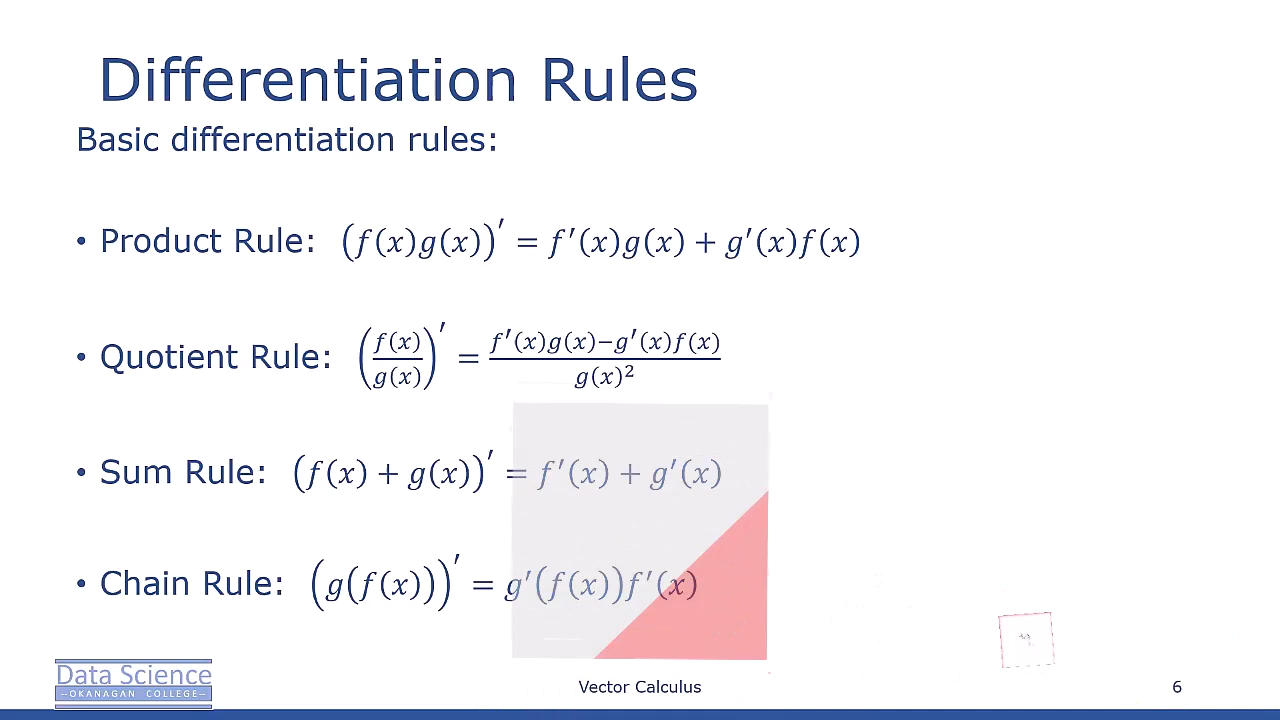 Differentiation Rules
Basic differentiation rules:
• Product Rule: (f(x)g(x))′ = f′(x)g(x) + g′(x)f(x)
• Quotient Rule: (f(x)/g(x))′ = f′(x)g(x)−g′(x)f(x)/g(x)²
• Sum Rule: (f(x) + g(x))′ = f′(x) + g′(x)
• Chain Rule: (g(f(x)))′ = g′(f(x))f′(x)
Data Science
—OKANAGAN COLLEGE—
Vector Calculus
6